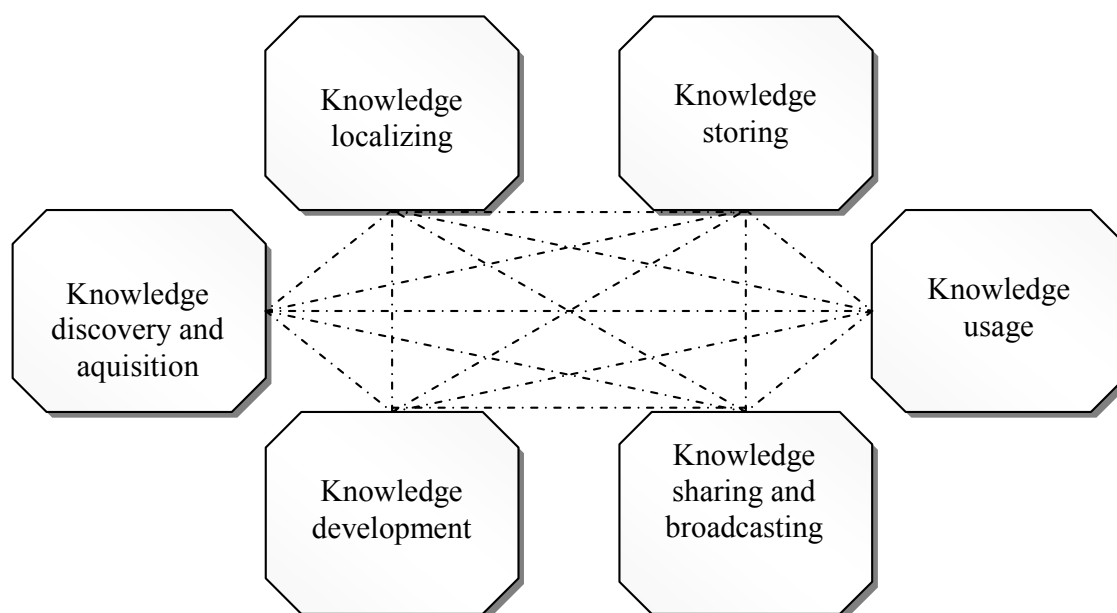 Knowledge
localizing
Knowledge
storing
Knowledge
discovery and
aquisition
Knowledge
usage
Knowledge
development
Knowledge
sharing and
broadcasting